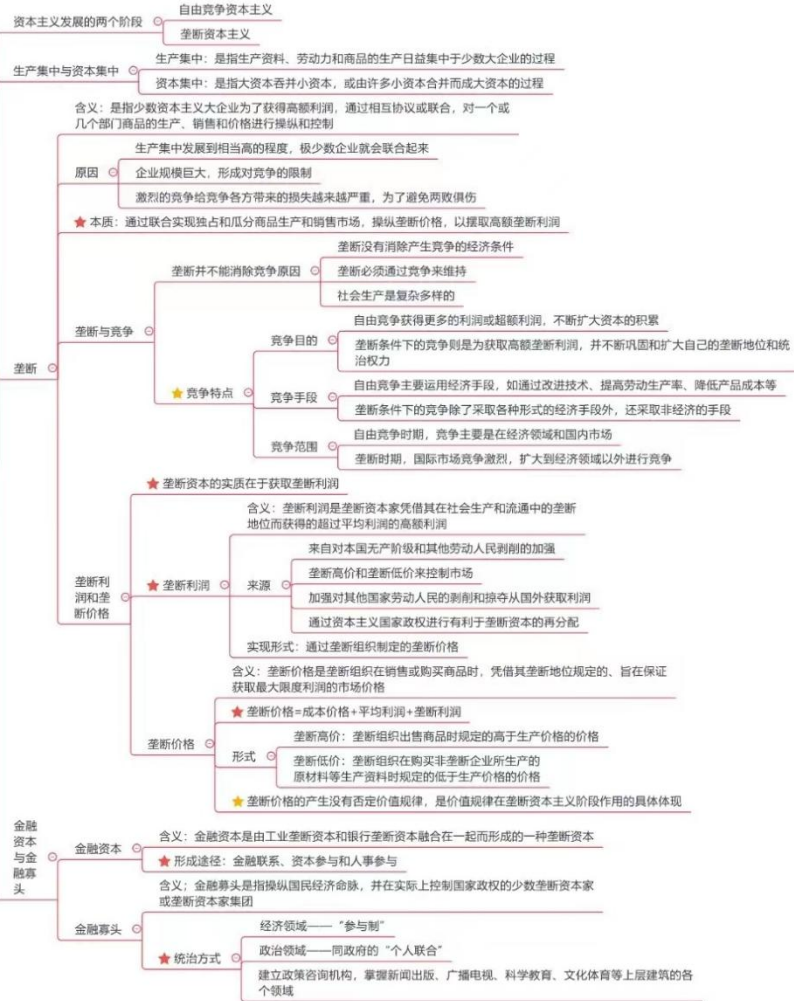 资本主义发展的两个阶段
自由竞争资本主义
垄断资本主义
生产集中与资本集中
生产集中：是指生产资料、劳动力和商品的生产日益集中于少数大企业的过程
资本集中：是指大资本吞并小资本，或由许多小资本合并而成大资本的过程
垄断
含义：是指少数资本主义大企业为了获得高额利润，通过相互协议或联合，对一个或
几个部门商品的生产、销售和价格进行操纵和控制
原因
生产集中发展到相当高的程度，极少数企业就会联合起来
企业规模巨大，形成对竞争的限制
激烈的竞争给竞争各方带来的损失越来越严重，为了避免两败俱伤
本质：通过联合实现独占和瓜分商品生产和销售市场，操纵垄断价格，以摄取高额垄断利润
垄断与竞争
垄断并不能消除竞争原因
垄断没有消除产生竞争的经济条件
垄断必须通过竞争来维持
社会生产是复杂多样的
竞争特点
竞争目的
自由竞争获得更多的利润或超额利润，不断扩大资本的积累
垄断条件下的竞争则是为获取高额垄断利润，并不断巩固和扩大自己的垄断地位和统
治权力
竞争手段
自由竞争主要运用经济手段，如通过改进技术、提高劳动生产率、降低产品成本等
垄断条件下的竞争除了采取各种形式的经济手段外，还采取非经济的手段
竞争范围
自由竞争时期，竞争主要是在经济领域和国内市场
垄断时期，国际市场竞争激烈，扩大到经济领域以外进行竞争
垄断利
润和垄
断价格
垄断资本的实质在于获取垄断利润
垄断利润
含义：垄断利润是垄断资本家凭借其在社会生产和流通中的垄断
地位而获得的超过平均利润的高额利润
来源
来自对本国无产阶级和其他劳动人民剥削的加强
垄断高价和垄断低价来控制市场
加强对其他国家劳动人民的剥削和掠夺从国外获取利润
通过资本主义国家政权进行有利于垄断资本的再分配
实现形式：通过垄断组织制定的垄断价格
垄断价格
含义：垄断价格是垄断组织在销售或购买商品时，凭借其垄断地位规定的、旨在保证
获取最大限度利润的市场价格
垄断价格=成本价格+平均利润+垄断利润
形式
垄断高价：垄断组织出售商品时规定的高于生产价格的价格
垄断低价：垄断组织在购买非垄断企业所生产的
原材料等生产资料时规定的低于生产价格的价格
垄断价格的产生没有否定价值规律，是价值规律在垄断资本主义阶段作用的具体体现
金融
资本
与金
融寡
头
金融资本
含义：金融资本是由工业垄断资本和银行垄断资本融合在一起而形成的一种垄断资本
形成途径：金融联系、资本参与和人事参与
金融寡头
含义；金融寡头是指操纵国民经济命脉，并在实际上控制国家政权的少数垄断资本家
或垄断资本家集团
统治方式
经济领域——“参与制”
政治领域——同政府的“个人联合”
建立政策咨询机构，掌握新闻出版、广播电视、科学教育、文化体育等上层建筑的各
个领域